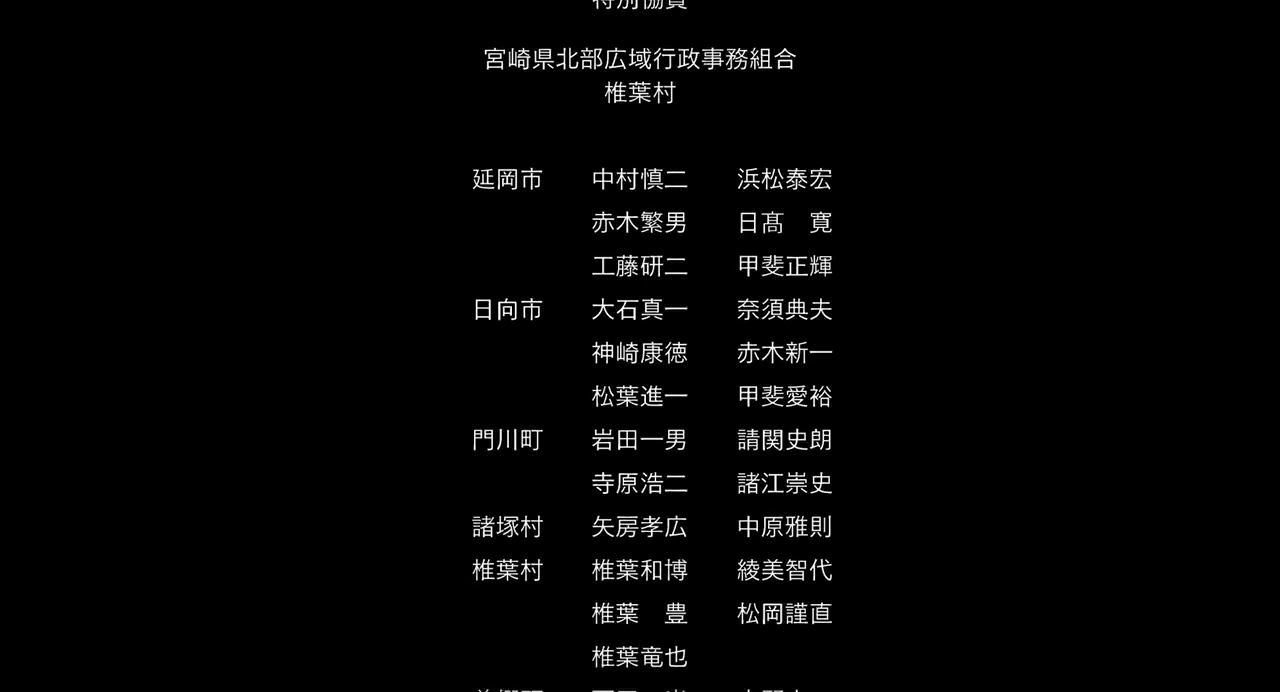 特別協賛
宮崎県北部広域行政事務組合
椎葉村
延岡市　中村慎二　浜松泰宏
赤木繁男　日髙　寛
工藤研二　甲斐正輝
日向市　大石真一　奈須典夫
神崎康徳　赤木新一
松葉進一　甲斐愛裕
門川町　岩田一男　請関史朗
寺原浩二　諸江崇史
諸塚村　矢房孝広　中原雅則
椎葉村　椎葉和博　綾美智代
椎葉　豊　松岡謹直
椎葉竜也